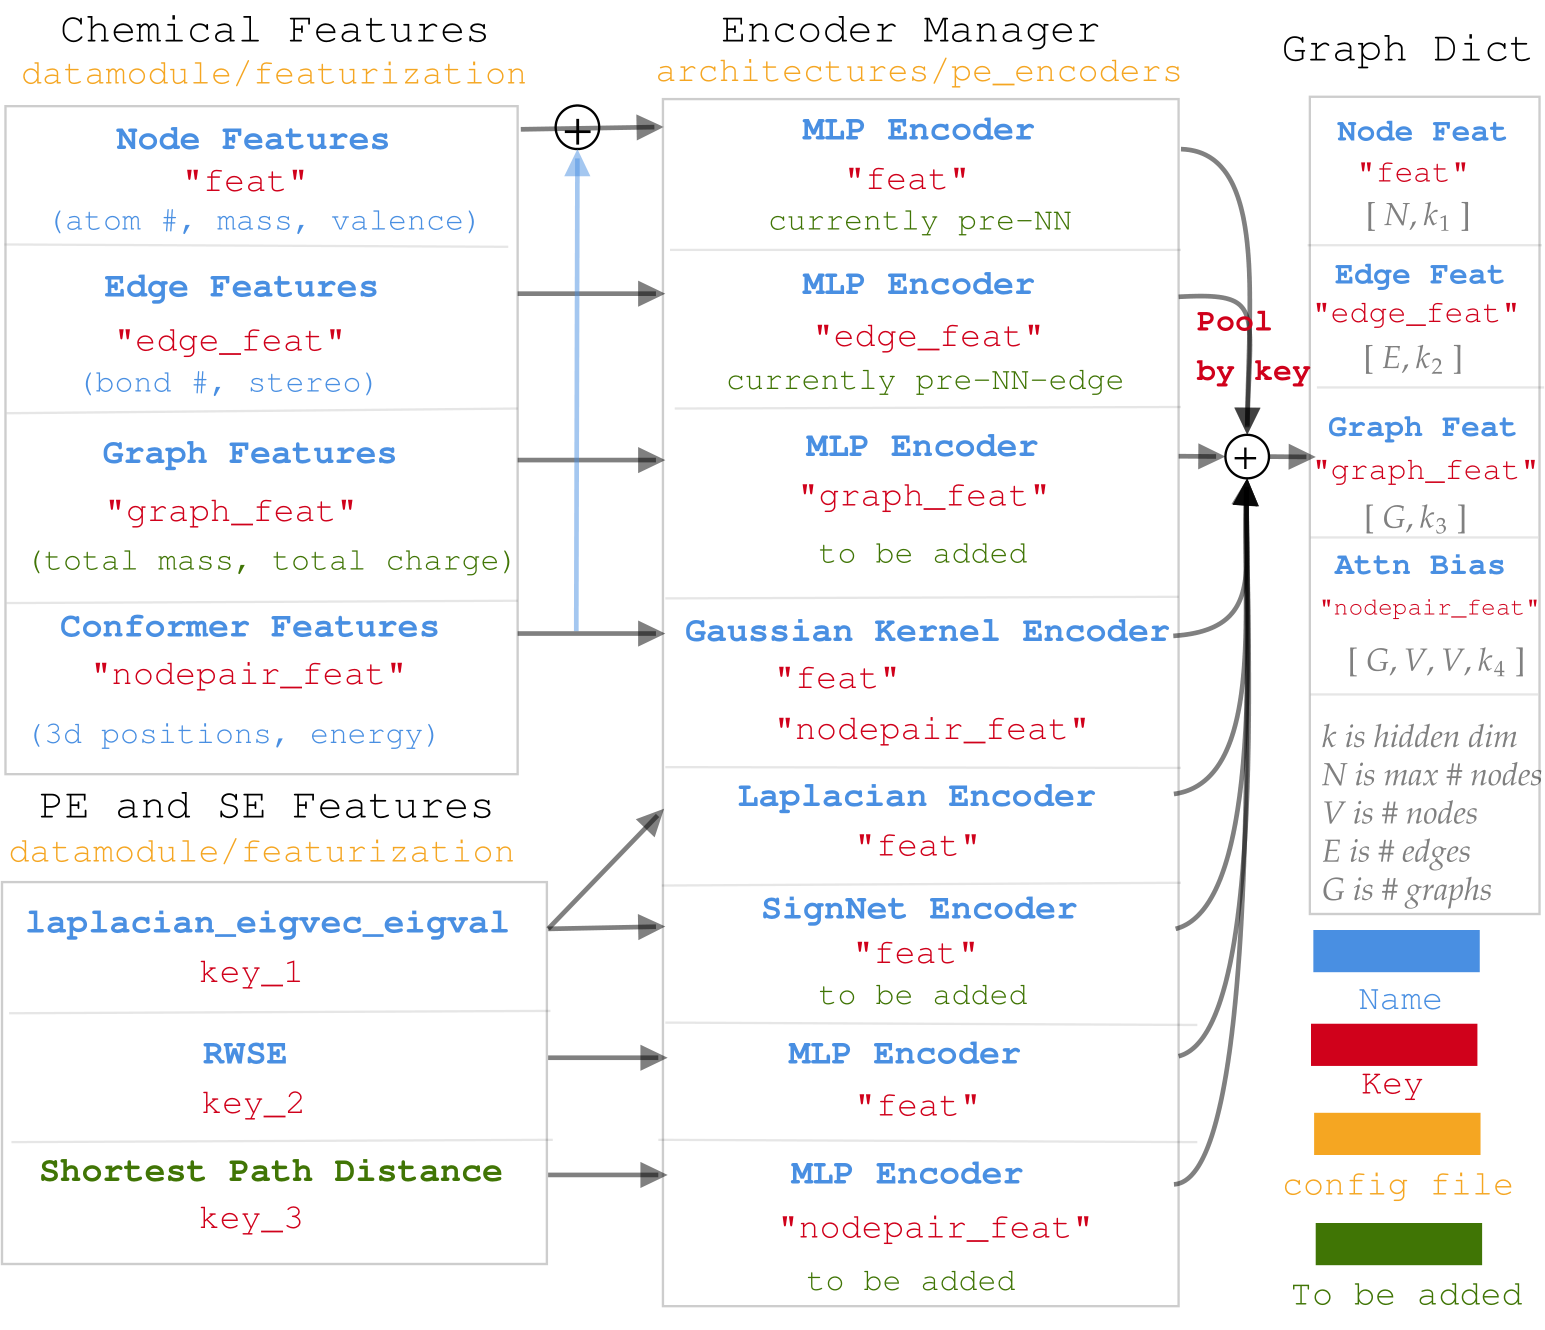 Chemical Features
datamodule/featurization
Node Features
"feat"
(atom #, mass, valence)
Edge Features
"edge_feat"
(bond #, stereo)
Graph Features
"graph_feat"
(total mass, total charge)
Conformer Features
"nodepair_feat"
(3d positions, energy)
PE and SE Features
datamodule/featurization
laplacian_eigvec_eigval
key_1
RWSE
key_2
Shortest Path Distance
key_3
+
Encoder Manager
architectures/pe_encoders
MLP Encoder
"feat"
currently pre-NN
MLP Encoder
"edge_feat"
currently pre-NN-edge
MLP Encoder
"graph_feat"
to be added
Gaussian Kernel Encoder
"feat"
"nodepair_feat"
Laplacian Encoder
"feat"
SignNet Encoder
"feat"
to be added
MLP Encoder
"feat"
MLP Encoder
"nodepair_feat"
to be added
Pool
by key
+
Graph Dict
Node Feat
"feat"
[ N, k₁ ]
Edge Feat
"edge_feat"
[ E, k₂ ]
Graph Feat
"graph_feat"
[ G, k₃ ]
Attn Bias
"nodepair_feat"
[ G, V, V, k₄ ]
k is hidden dim
N is max # nodes
V is # nodes
E is # edges
G is # graphs
Name
Key
config file
To be added